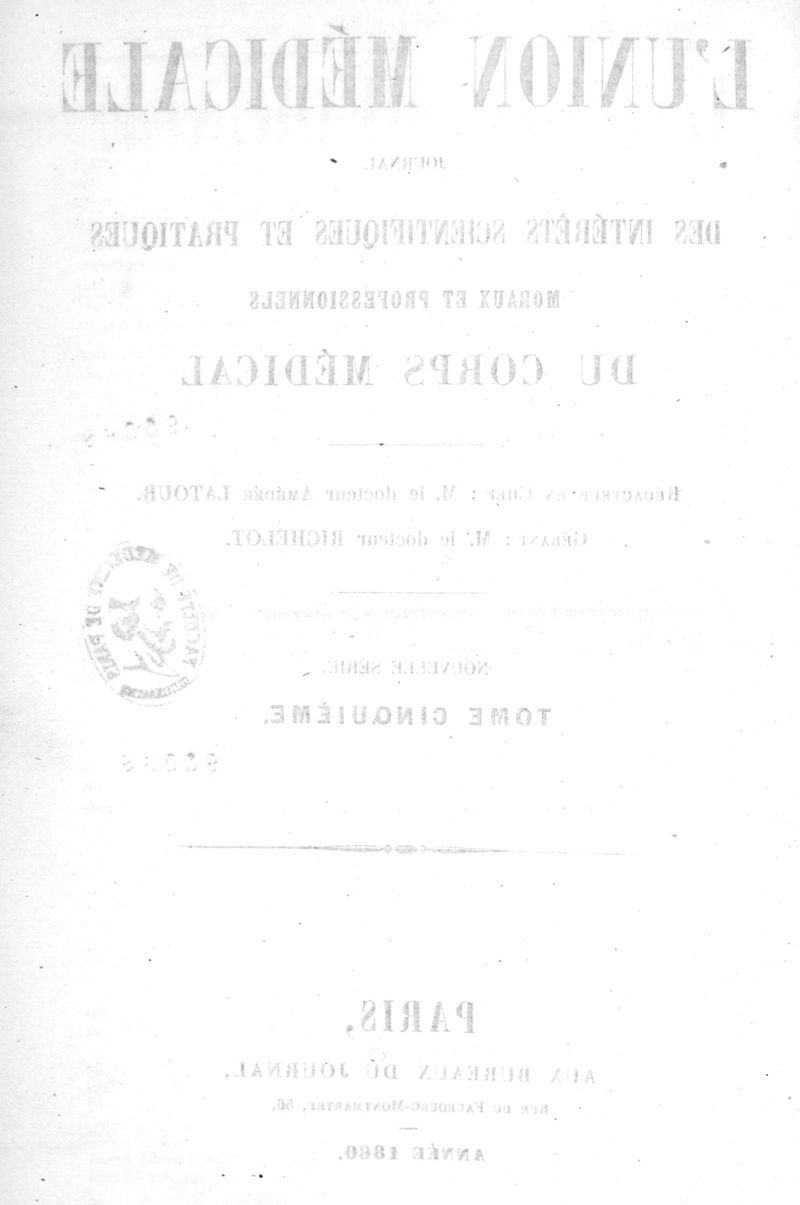 L'UNION MÉDICALE
JOURNAL
DES INTÉRÊTS SCIENTIFIQUES ET PRATIQUES
MORAUX ET PROFESSIONNELS
DU CORPS MÉDICAL
RÉDACTEUR EN CHEF : M. le docteur AMÉDÉE LATOUR.
GÉRANT : M. le docteur RICHELOT.
NOUVELLE SÉRIE.
TOME CINQUIÈME.
PARIS,
AUX BUREAUX DU JOURNAL,
RUE DU FAUBOURG-MONTMARTRE, 56.
ANNÉE 1860.